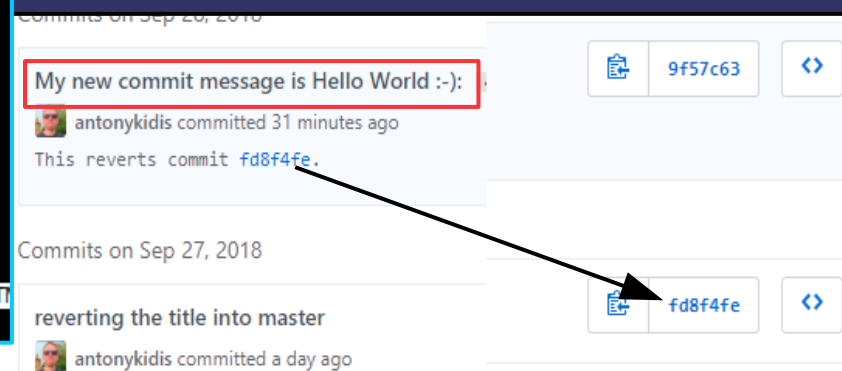 Commits on Sep 28, 2018
My new commit message is Hello World :-):
9f57c63
antonykidis committed 31 minutes ago
This reverts commit fd8f4fe.
Commits on Sep 27, 2018
reverting the title into master
fd8f4fe
antonykidis committed a day ago